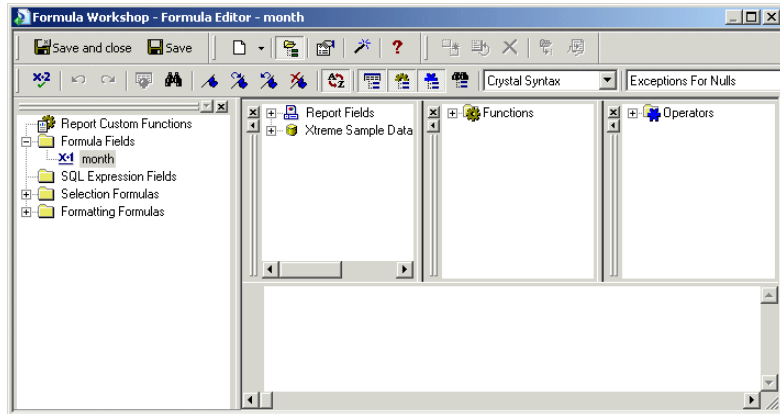 Formula Workshop - Formula Editor - month
Save and close Save
Crystal Syntax Exceptions For Nulls
Report Custom Functions
Formula Fields
month
SQL Expression Fields
Selection Formulas
Formatting Formulas
Report Fields
Xtreme Sample Data
Functions
Operators